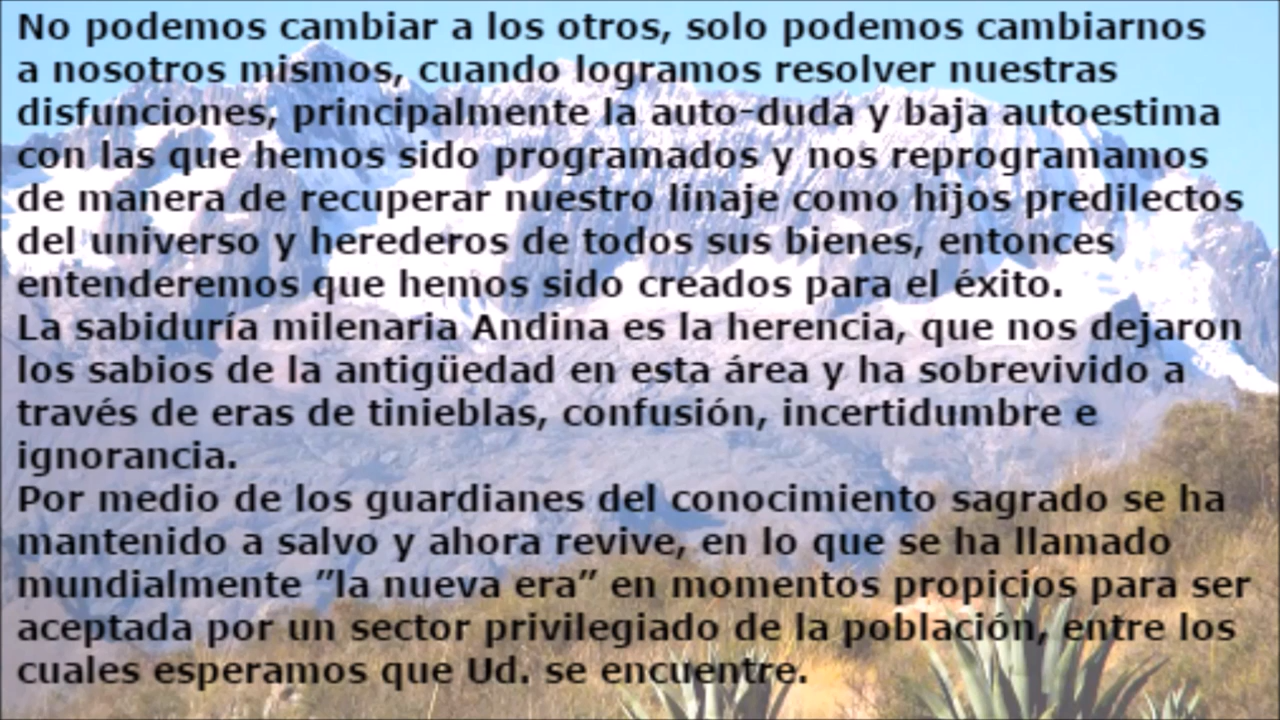 No podemos cambiar a los otros, solo podemos cambiarnos
a nosotros mismos, cuando logramos resolver nuestras
disfunciones, principalmente la auto-duda y baja autoestima
con las que hemos sido programados y nos reprogramamos
de manera de recuperar nuestro linaje como hijos predilectos
del universo y herederos de todos sus bienes, entonces
entenderemos que hemos sido creados para el éxito.
La sabiduría milenaria Andina es la herencia, que nos dejaron
los sabios de la antigüedad en esta área y ha sobrevivido a
través de eras de tinieblas, confusión, incertidumbre e
ignorancia.
Por medio de los guardianes del conocimiento sagrado se ha
mantenido a salvo y ahora revive, en lo que se ha llamado
mundialmente ”la nueva era” en momentos propicios para ser
aceptada por un sector privilegiado de la población, entre los
cuales esperamos que Ud. se encuentre.